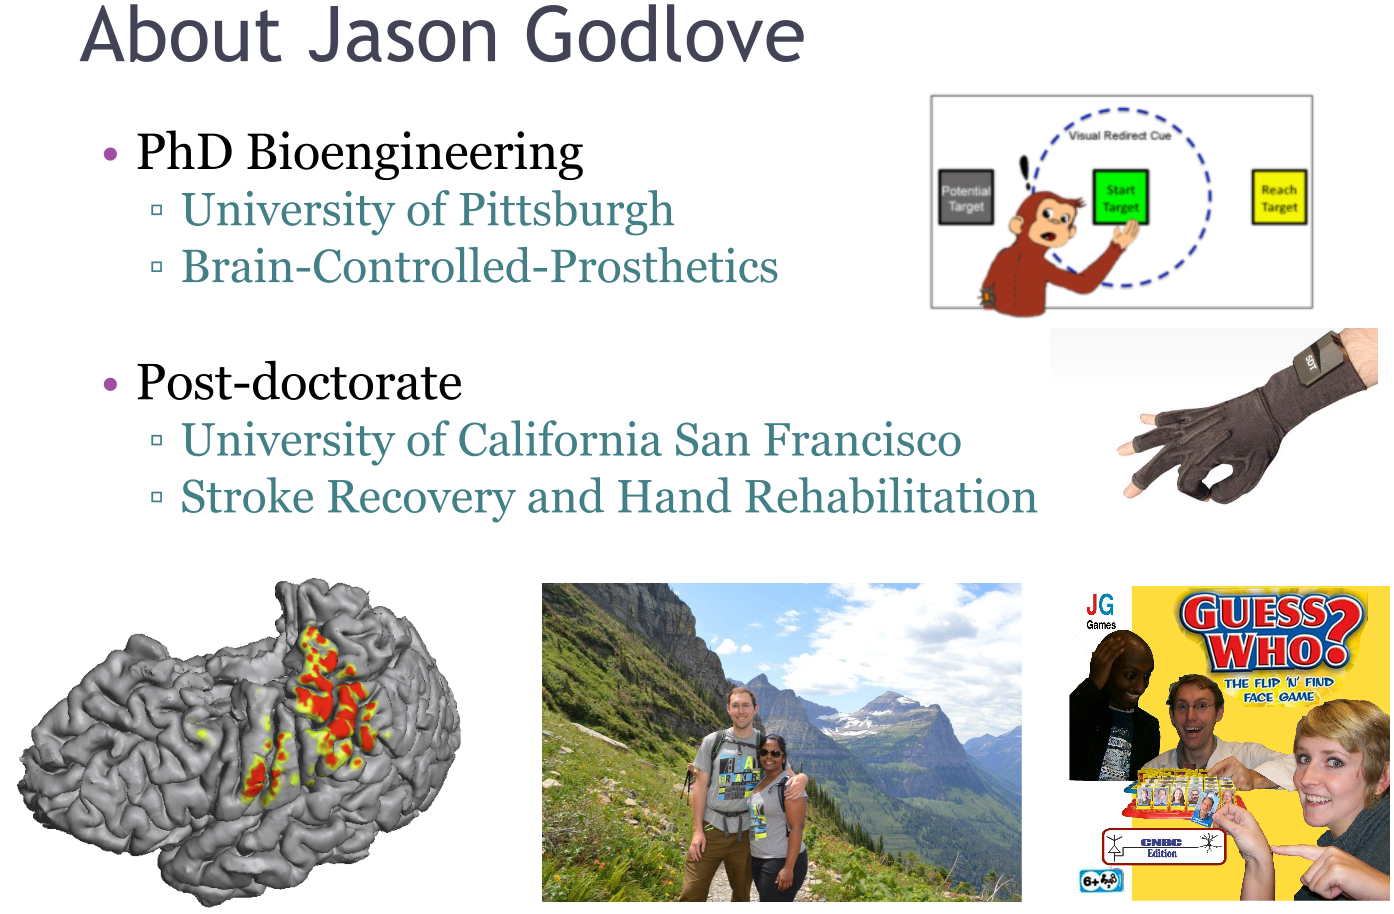 About Jason Godlove
• PhD Bioengineering
▫ University of Pittsburgh
▫ Brain-Controlled-Prosthetics
• Post-doctorate
▫ University of California San Francisco
▫ Stroke Recovery and Hand Rehabilitation
Visual Redirect Cue
!
Potential
Target
Start
Target
Reach
Target
5DT
JG
Games
GUESS
WHO?
THE FLIP 'N' FIND
FACE GAME
CNBC
Edition
6+